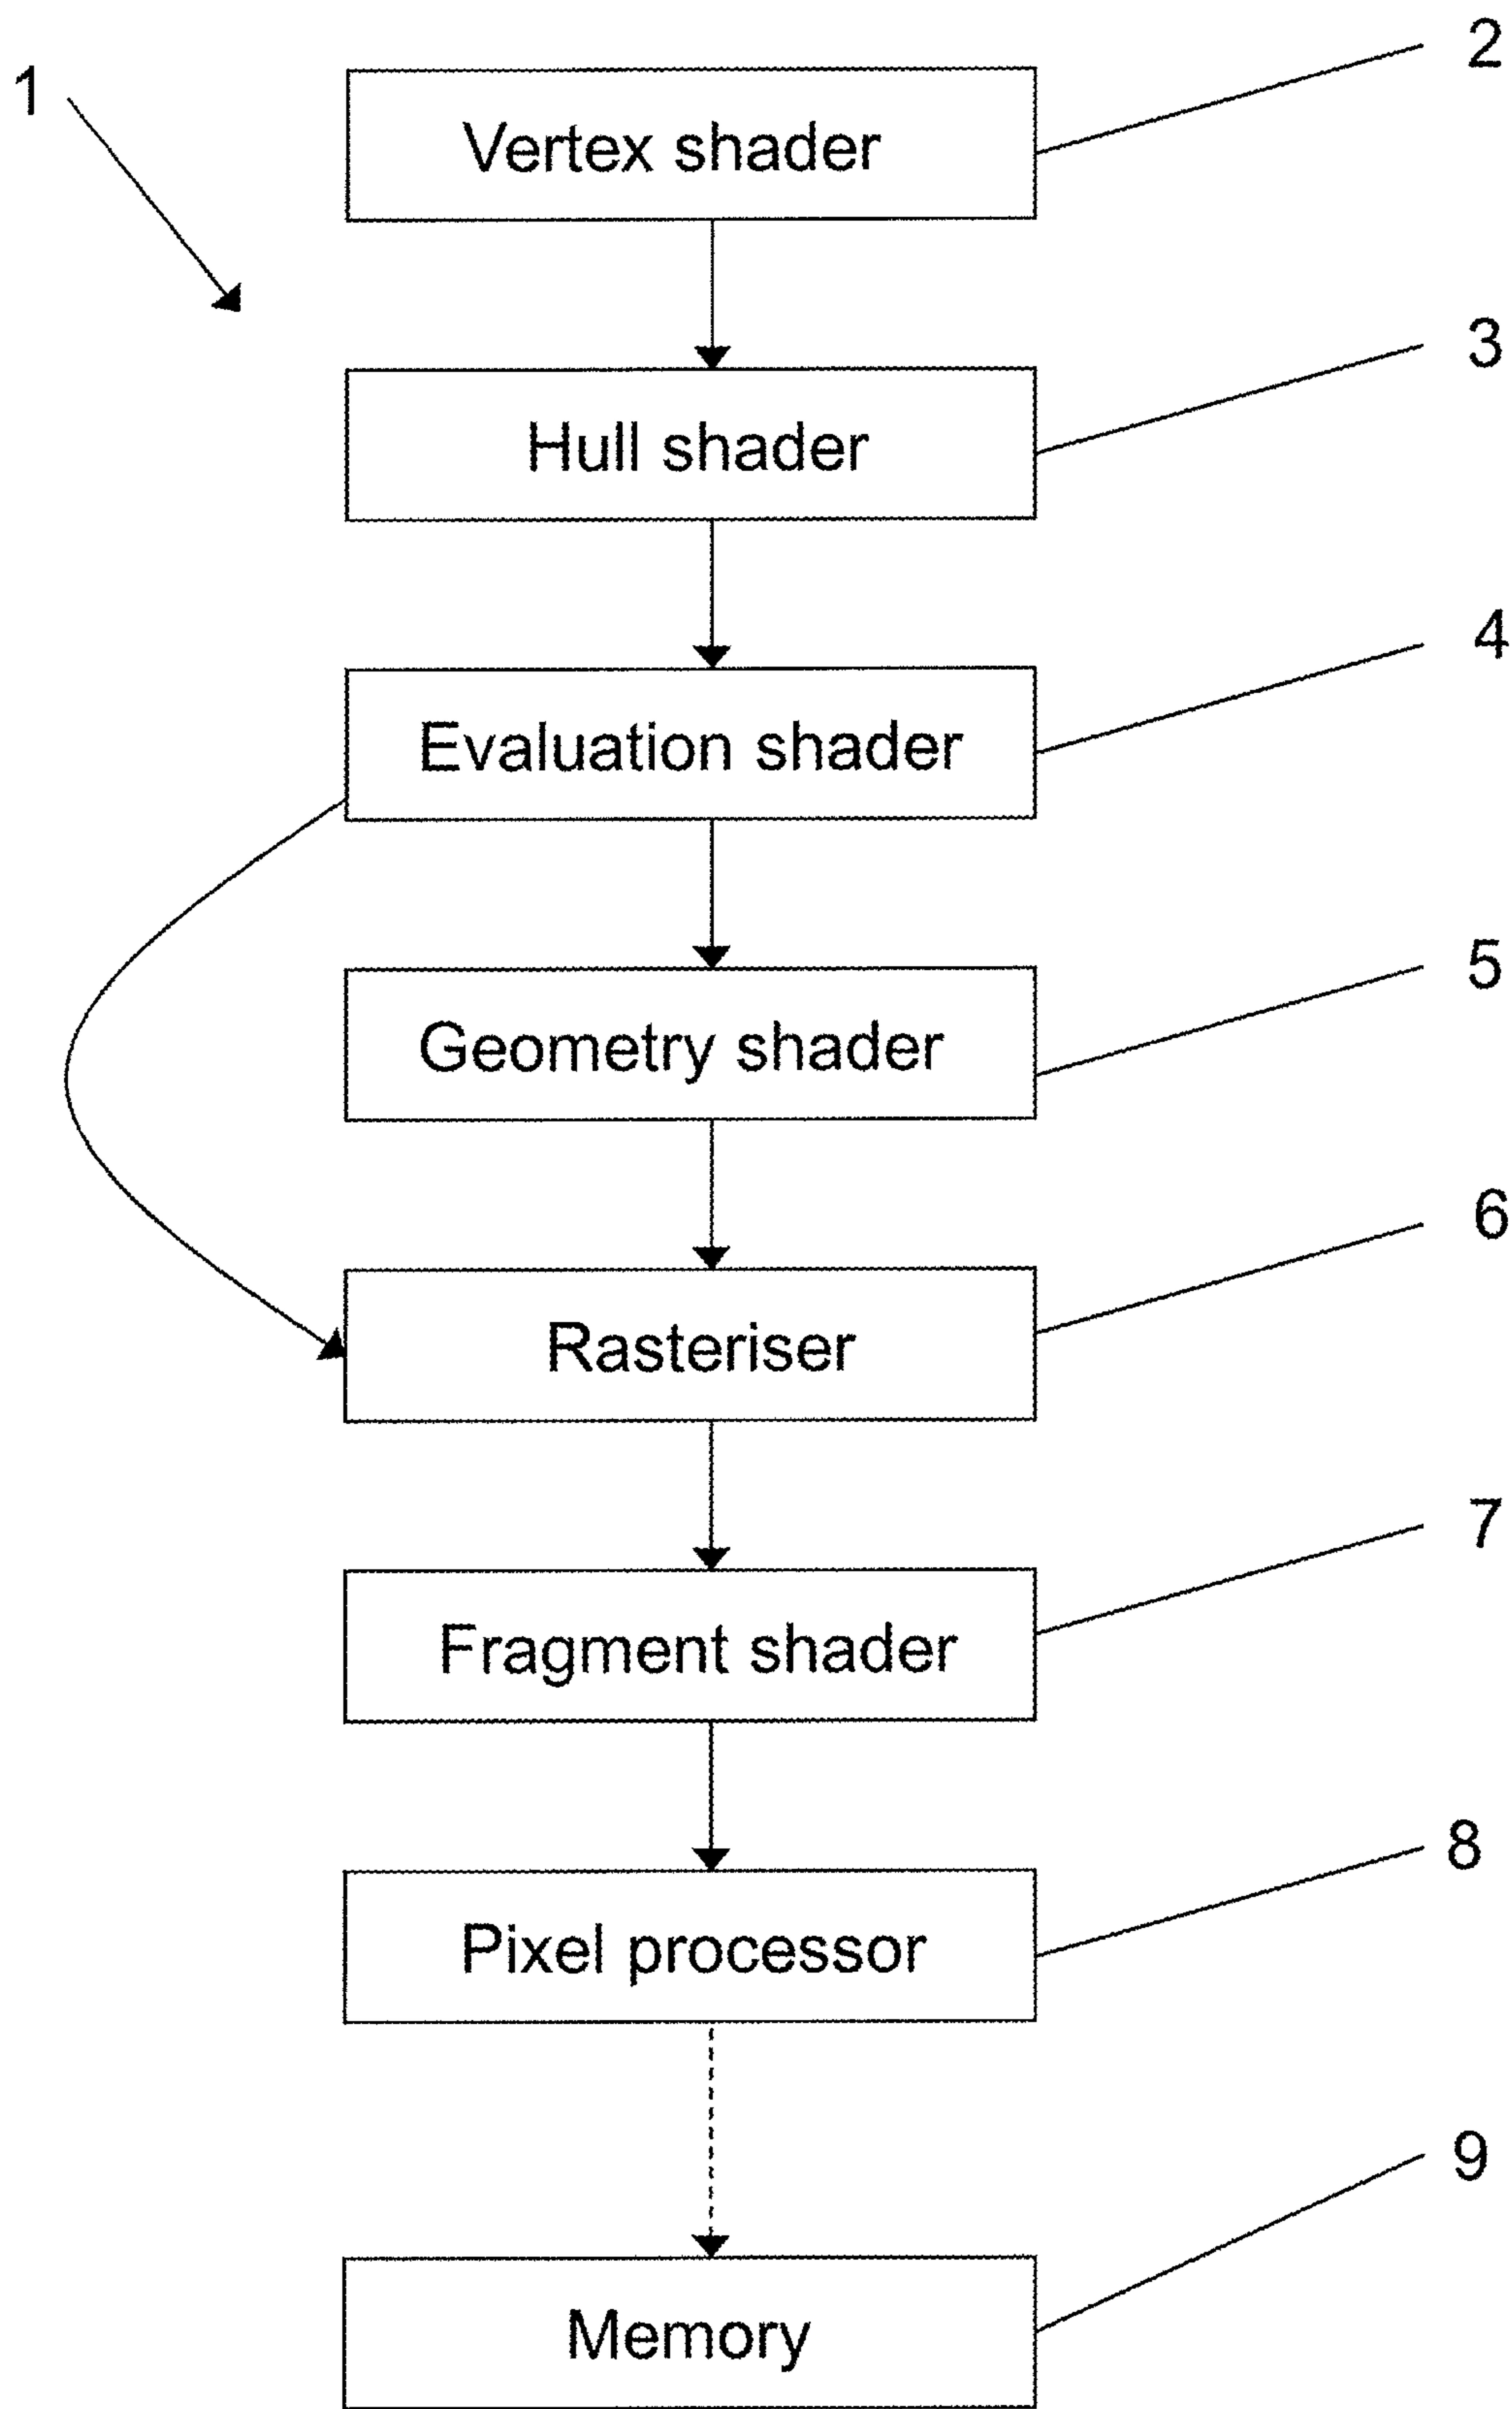 1
2
Vertex shader
3
Hull shader
4
Evaluation shader
5
Geometry shader
6
Rasteriser
7
Fragment shader
8
Pixel processor
9
Memory